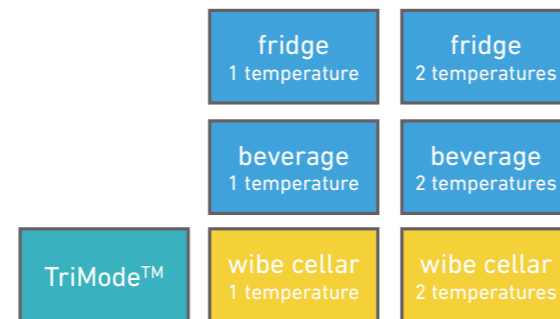 fridge
1 temperature
fridge
2 temperatures
beverage
1 temperature
beverage
2 temperatures
TriMode™
wibe cellar
1 temperature
wibe cellar
2 temperatures